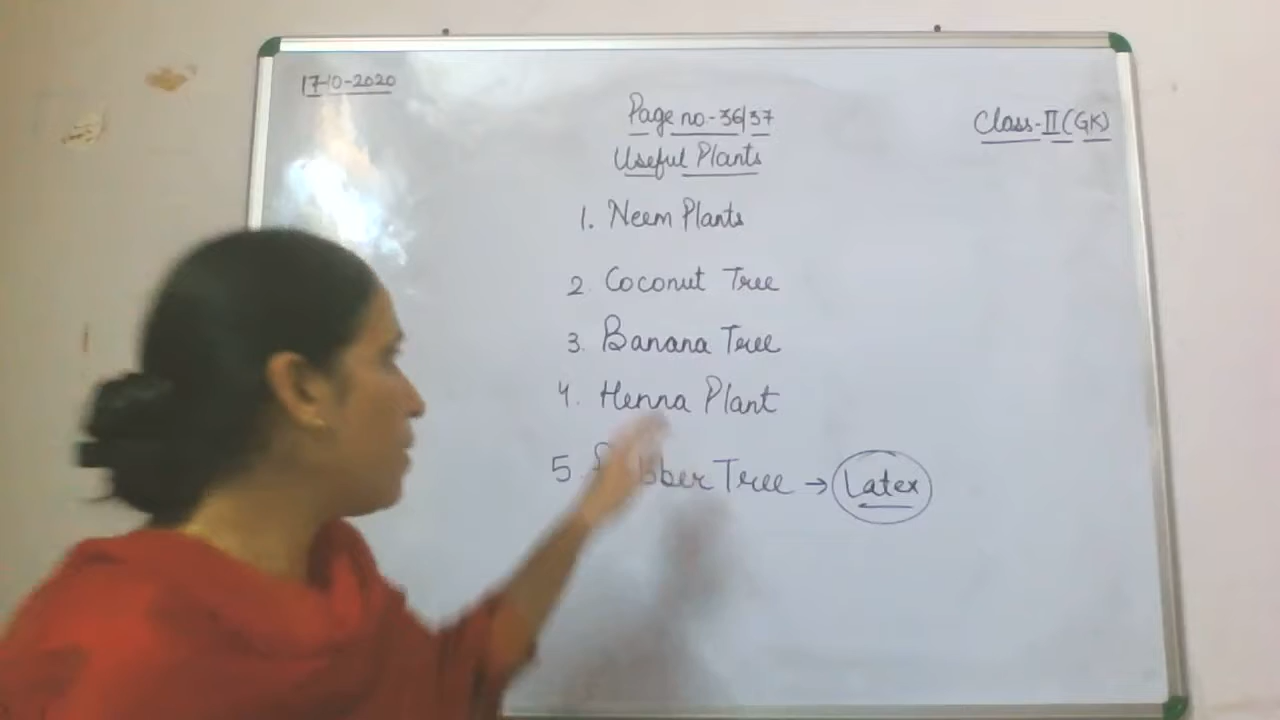 17-10-2020
Page no-36/37
Class-II(GK)
Useful Plants
1. Neem Plants
2. Coconut Tree
3. Banana Tree
4. Henna Plant
5. Rubber Tree → Latex